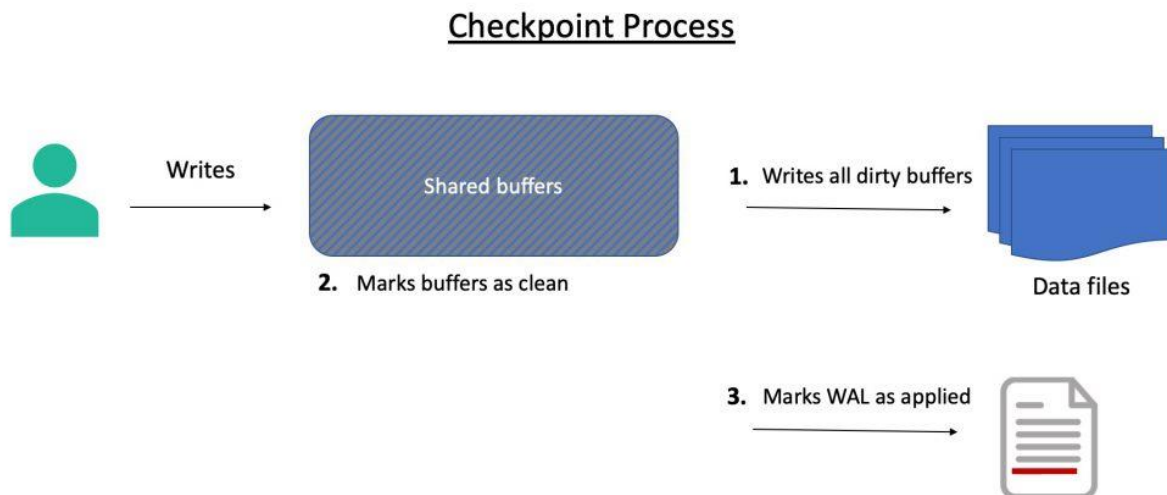 Checkpoint Process
Writes
Shared buffers
1. Writes all dirty buffers
2. Marks buffers as clean
Data files
3. Marks WAL as applied